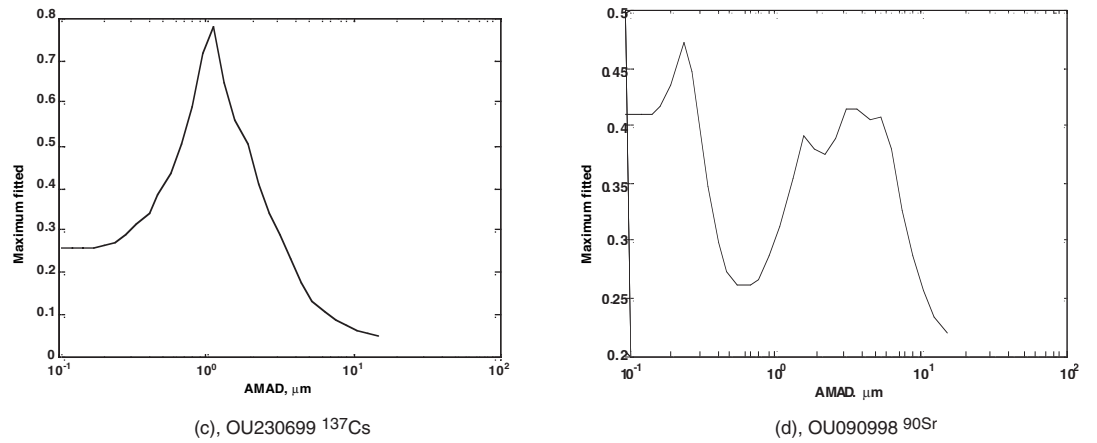 0.8
0.7
0.6
0.5
0.4
0.3
0.2
0.1
0
Maximum fitted
10⁻¹ 10⁰ 10¹ 10²
AMAD, μm
(c), OU230699 ¹³⁷Cs
0.5
0.45
0.4
0.35
0.3
0.25
0.2
Maximum fitted
10⁻¹ 10⁰ 10¹ 10²
AMAD. μm
(d), OU090998 ⁹⁰Sr